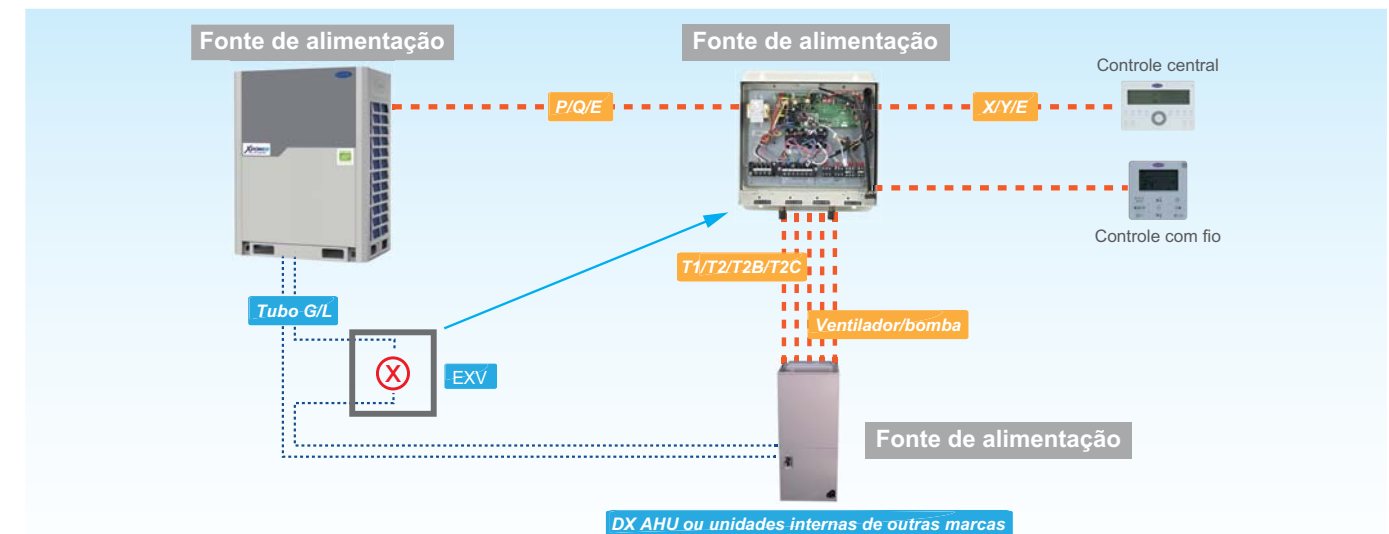 Fonte de alimentação
Fonte de alimentação
Controle central
P/Q/E
X/Y/E
XPOWER
Controle com fio
T1/T2/T2B/T2C
Tubo G/L
Ventilador/bomba
X
EXV
Fonte de alimentação
DX AHU ou unidades internas de outras marcas